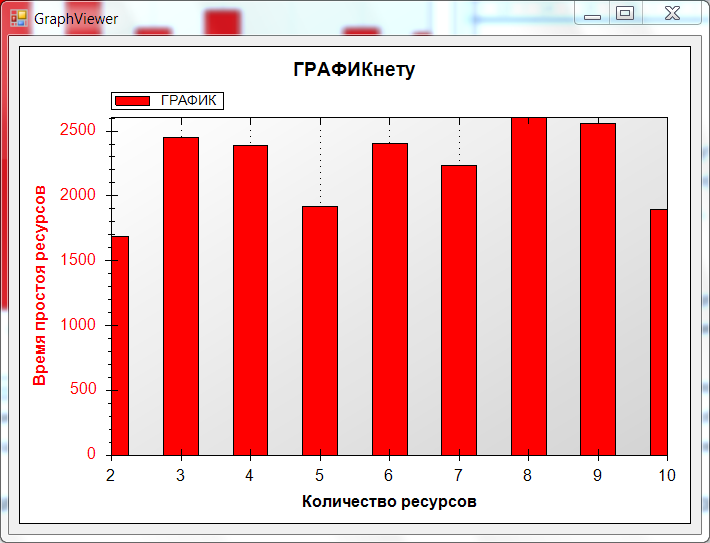 GraphViewer
ГРАФИКнету
ГРАФИК
2500
2000
1500
1000
500
0
Время простоя ресурсов
2 3 4 5 6 7 8 9 10
Количество ресурсов